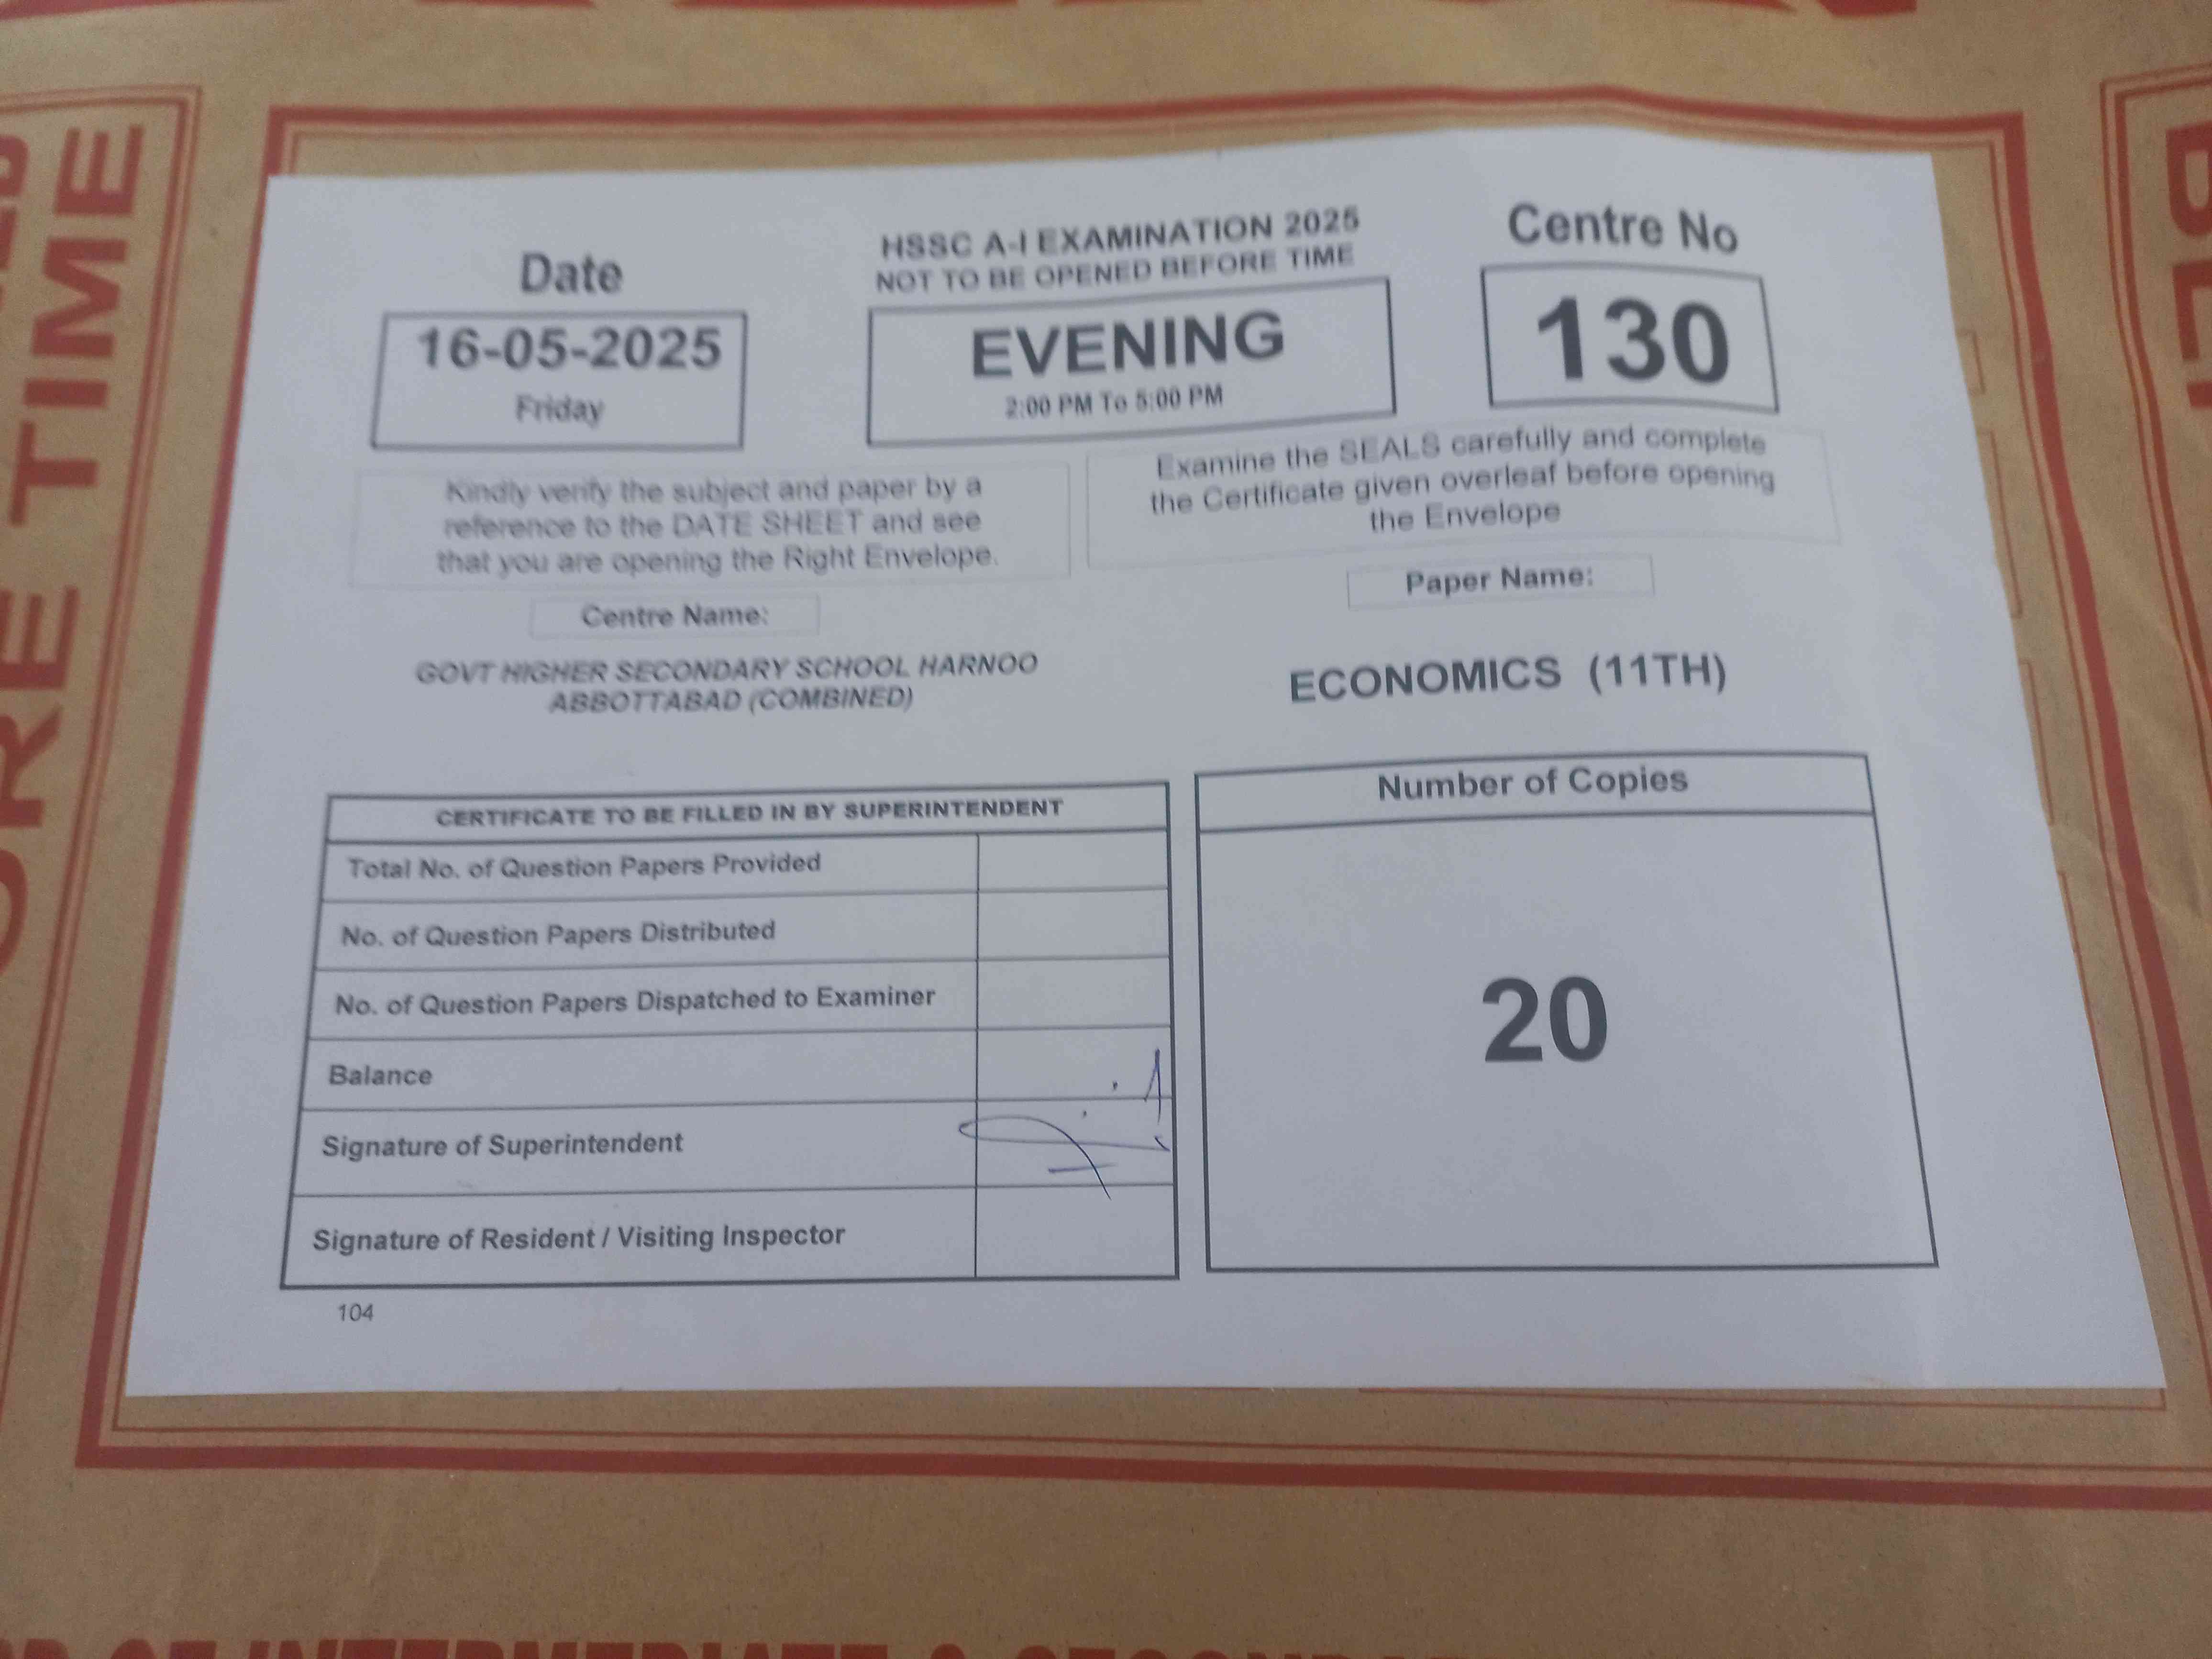 ORE TIME
Date
16-05-2025
Friday
HSSC A-I EXAMINATION 2025
NOT TO BE OPENED BEFORE TIME
EVENING
2:00 PM To 5:00 PM
Centre No
130
Kindly verify the subject and paper by a
reference to the DATE SHEET and see
that you are opening the Right Envelope.
Examine the SEALS carefully and complete
the Certificate given overleaf before opening
the Envelope
Centre Name:
GOVT HIGHER SECONDARY SCHOOL HARNOO
ABBOTTABAD (COMBINED)
Paper Name:
ECONOMICS (11TH)
CERTIFICATE TO BE FILLED IN BY SUPERINTENDENT
Total No. of Question Papers Provided
No. of Question Papers Distributed
No. of Question Papers Dispatched to Examiner
Balance
Signature of Superintendent
Signature of Resident / Visiting Inspector
Number of Copies
20
104
OF INTERMEDIATE &